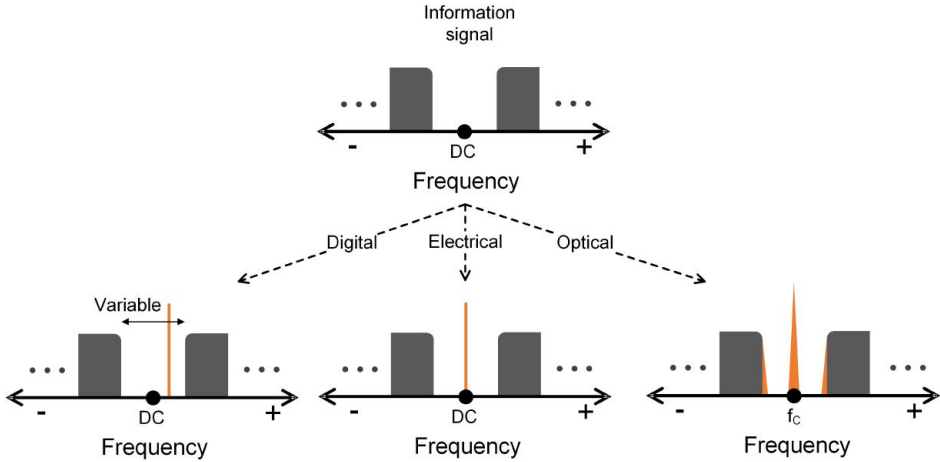 Information
signal
• • •
• • •
-
DC
+
Frequency
Digital
Electrical
Optical
Variable
• • •
• • •
-
DC
+
Frequency
• • •
• • •
-
DC
+
Frequency
• • •
• • •
-
fC
+
Frequency